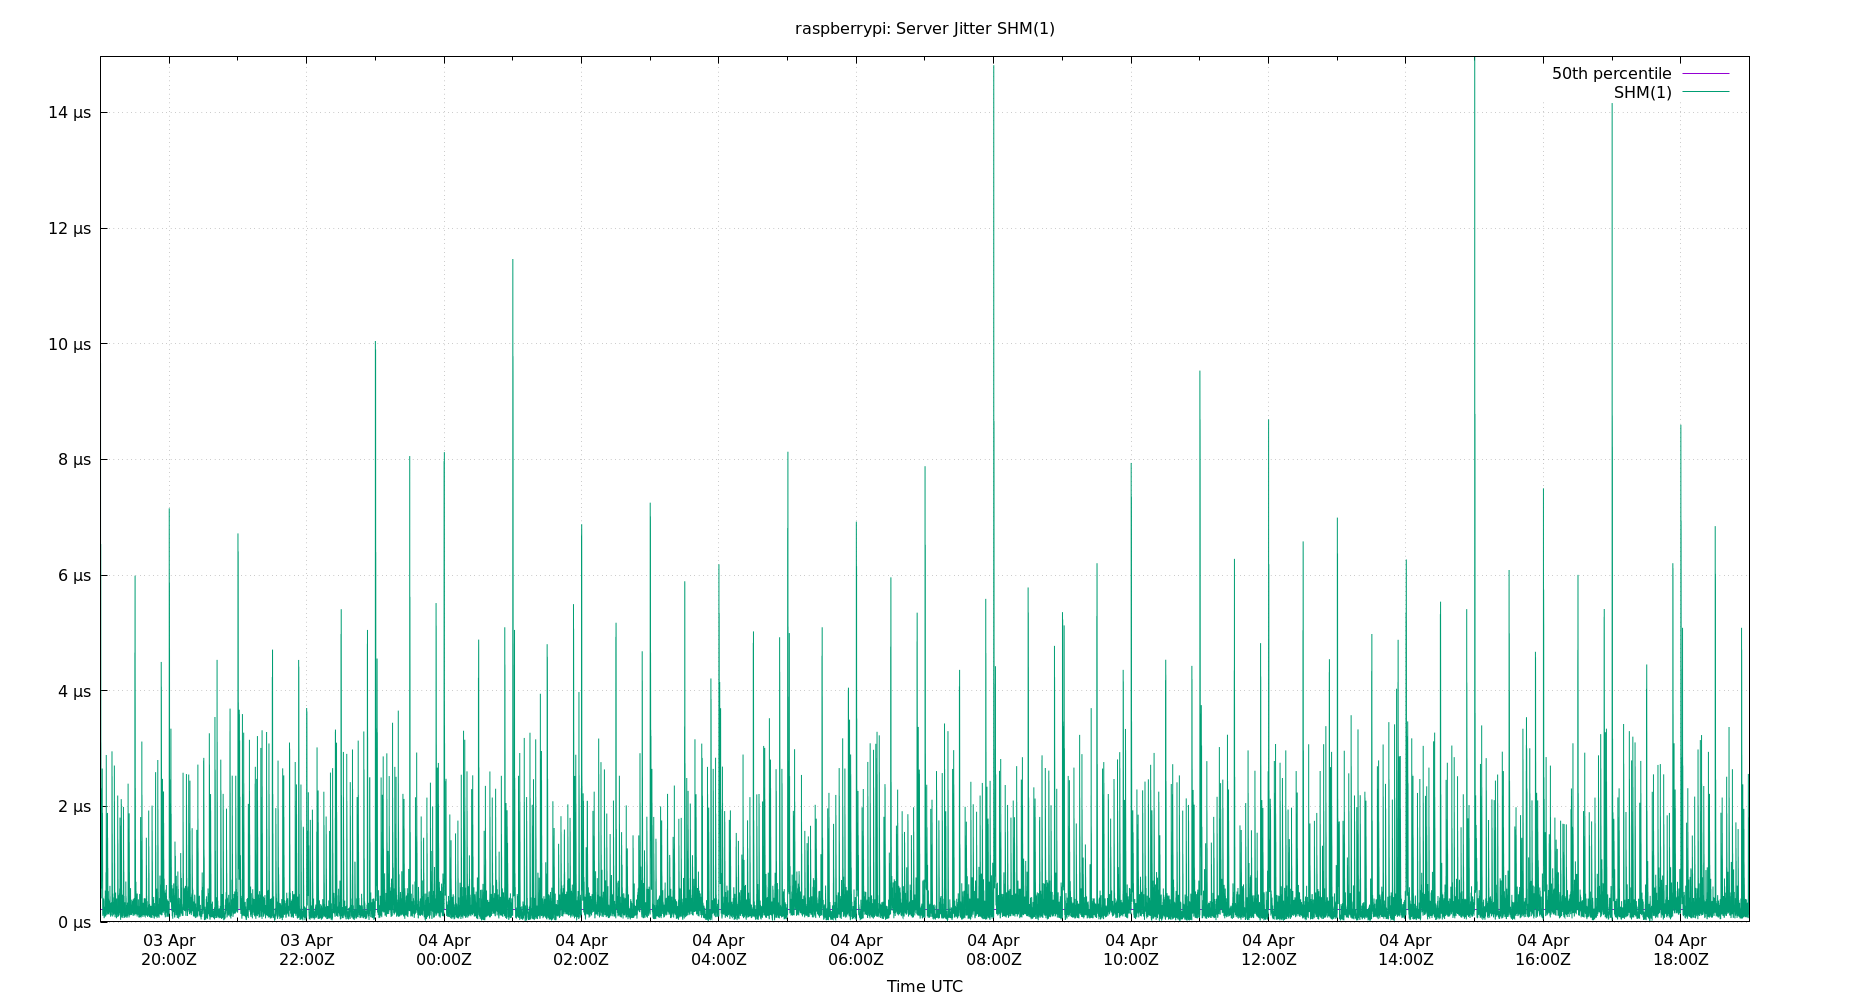 raspberrypi: Server Jitter SHM(1)
50th percentile
SHM(1)
14 µs
12 µs
10 µs
8 µs
6 µs
4 µs
2 µs
0 µs
03 Apr 03 Apr 04 Apr 04 Apr 04 Apr 04 Apr 04 Apr 04 Apr 04 Apr 04 Apr 04 Apr 04 Apr
20:00Z 22:00Z 00:00Z 02:00Z 04:00Z 06:00Z 08:00Z 10:00Z 12:00Z 14:00Z 16:00Z 18:00Z
Time UTC